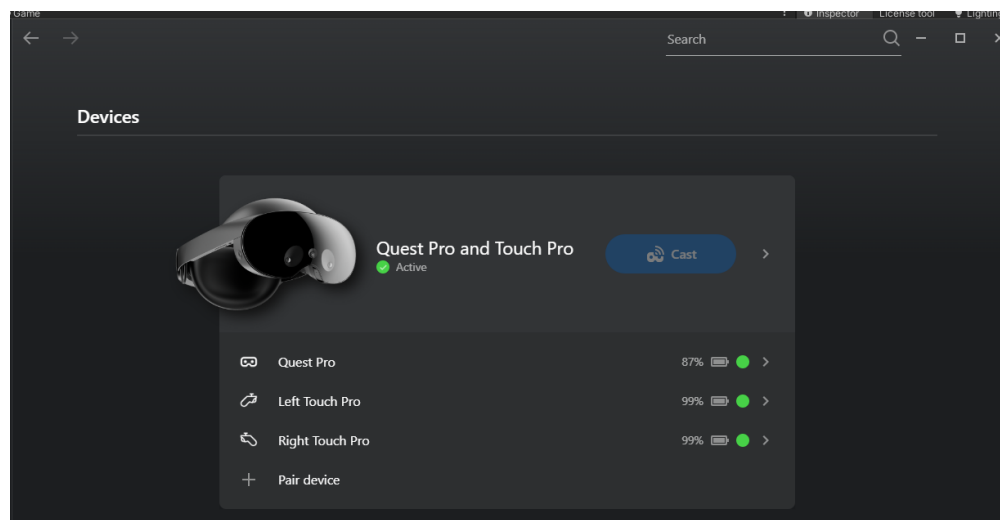 Game Inspector License tool Lighting
Search
Devices
Quest Pro and Touch Pro
Active
Cast
Quest Pro 87%
Left Touch Pro 99%
Right Touch Pro 99%
Pair device